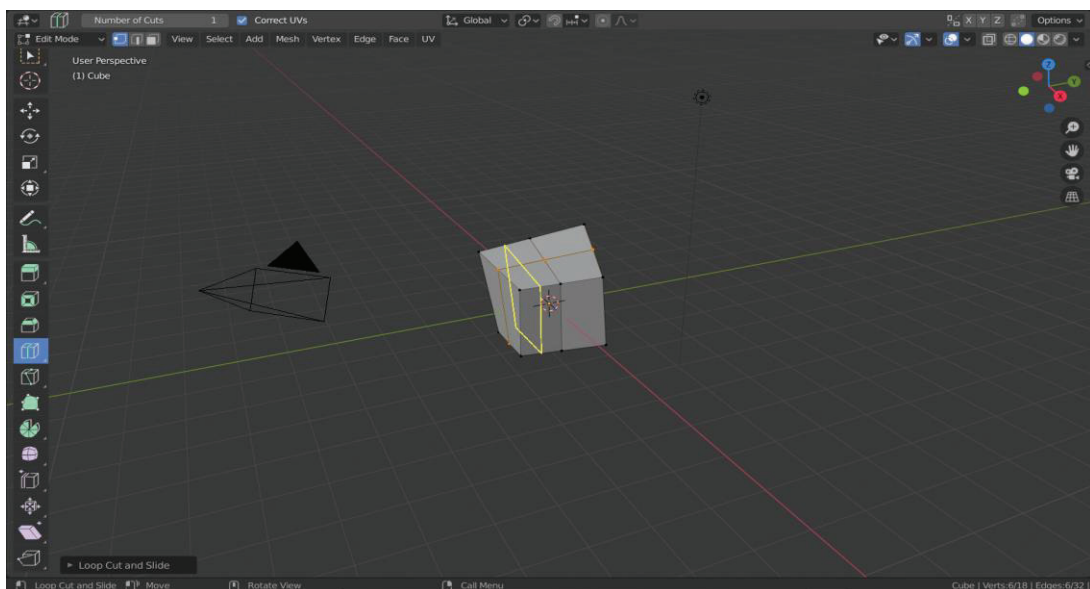 Number of Cuts 1 Correct UVs Global X Y Z Options
Edit Mode View Select Add Mesh Vertex Edge Face UV
User Perspective
(1) Cube
Z
Y
X
Loop Cut and Slide
Loop Cut and Slide Move Rotate View Call Menu Cube | Verts:6/18 | Edges:6/32 |